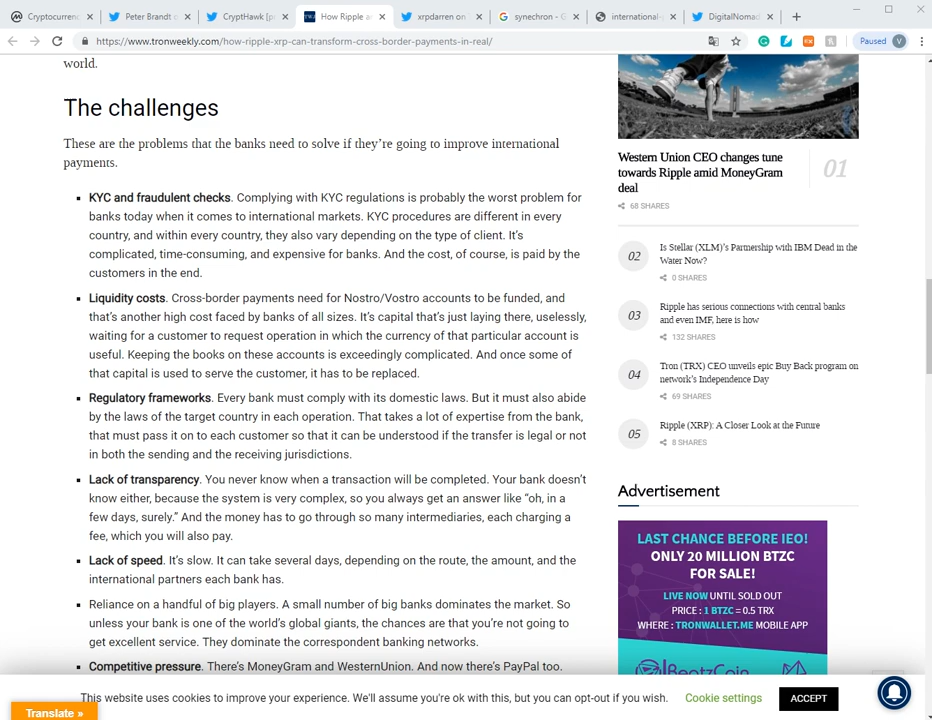 Cryptocurrenc
Peter Brandt o
CryptHawk [p
How Ripple a
xrpdarren on
synechron - G
international-
DigitalNomad
https://www.tronweekly.com/how-ripple-xrp-can-transform-cross-border-payments-in-real/
Paused
V
world.
The challenges
These are the problems that the banks need to solve if they’re going to improve international
payments.
KYC and fraudulent checks. Complying with KYC regulations is probably the worst problem for
banks today when it comes to international markets. KYC procedures are different in every
country, and within every country, they also vary depending on the type of client. It’s
complicated, time-consuming, and expensive for banks. And the cost, of course, is paid by the
customers in the end.
Liquidity costs. Cross-border payments need for Nostro/Vostro accounts to be funded, and
that’s another high cost faced by banks of all sizes. It’s capital that’s just laying there, uselessly,
waiting for a customer to request operation in which the currency of that particular account is
useful. Keeping the books on these accounts is exceedingly complicated. And once some of
that capital is used to serve the customer, it has to be replaced.
Regulatory frameworks. Every bank must comply with its domestic laws. But it must also abide
by the laws of the target country in each operation. That takes a lot of expertise from the bank,
that must pass it on to each customer so that it can be understood if the transfer is legal or not
in both the sending and the receiving jurisdictions.
Lack of transparency. You never know when a transaction will be completed. Your bank doesn’t
know either, because the system is very complex, so you always get an answer like “oh, in a
few days, surely.” And the money has to go through so many intermediaries, each charging a
fee, which you will also pay.
Lack of speed. It’s slow. It can take several days, depending on the route, the amount, and the
international partners each bank has.
Reliance on a handful of big players. A small number of big banks dominates the market. So
unless your bank is one of the world’s global giants, the chances are that you’re not going to
get excellent service. They dominate the correspondent banking networks.
Competitive pressure. There’s MoneyGram and WesternUnion. And now there’s PayPal too.
Western Union CEO changes tune
towards Ripple amid MoneyGram
deal
01
68 SHARES
02
Is Stellar (XLM)’s Partnership with IBM Dead in the
Water Now?
0 SHARES
03
Ripple has serious connections with central banks
and even IMF, here is how
132 SHARES
04
Tron (TRX) CEO unveils epic Buy Back program on
network’s Independence Day
69 SHARES
05
Ripple (XRP): A Closer Look at the Future
8 SHARES
Advertisement
LAST CHANCE BEFORE IEO!
ONLY 20 MILLION BTZC
FOR SALE!
LIVE NOW UNTIL SOLD OUT
PRICE : 1 BTZC = 0.5 TRX
WHERE : TRONWALLET.ME MOBILE APP
BeatzCoin
This website uses cookies to improve your experience. We'll assume you're ok with this, but you can opt-out if you wish.
Cookie settings
ACCEPT
Translate »